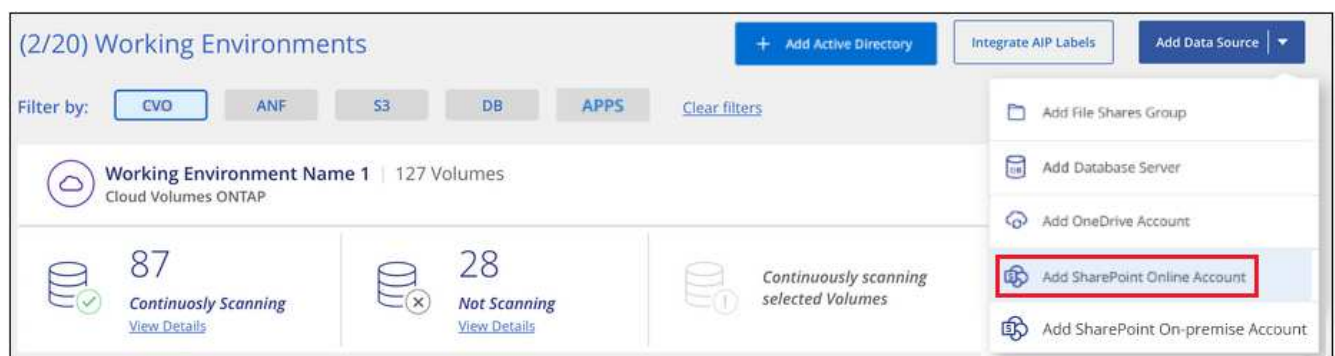 (2/20) Working Environments
+ Add Active Directory
Integrate AIP Labels
Add Data Source
Filter by: CVO ANF S3 DB APPS Clear filters
Add File Shares Group
Working Environment Name 1 | 127 Volumes
Cloud Volumes ONTAP
DB Add Database Server
Add OneDrive Account
87
Continuosly Scanning
View Details
28
Not Scanning
View Details
Continuously scanning
selected Volumes
Add SharePoint Online Account
Add SharePoint On-premise Account